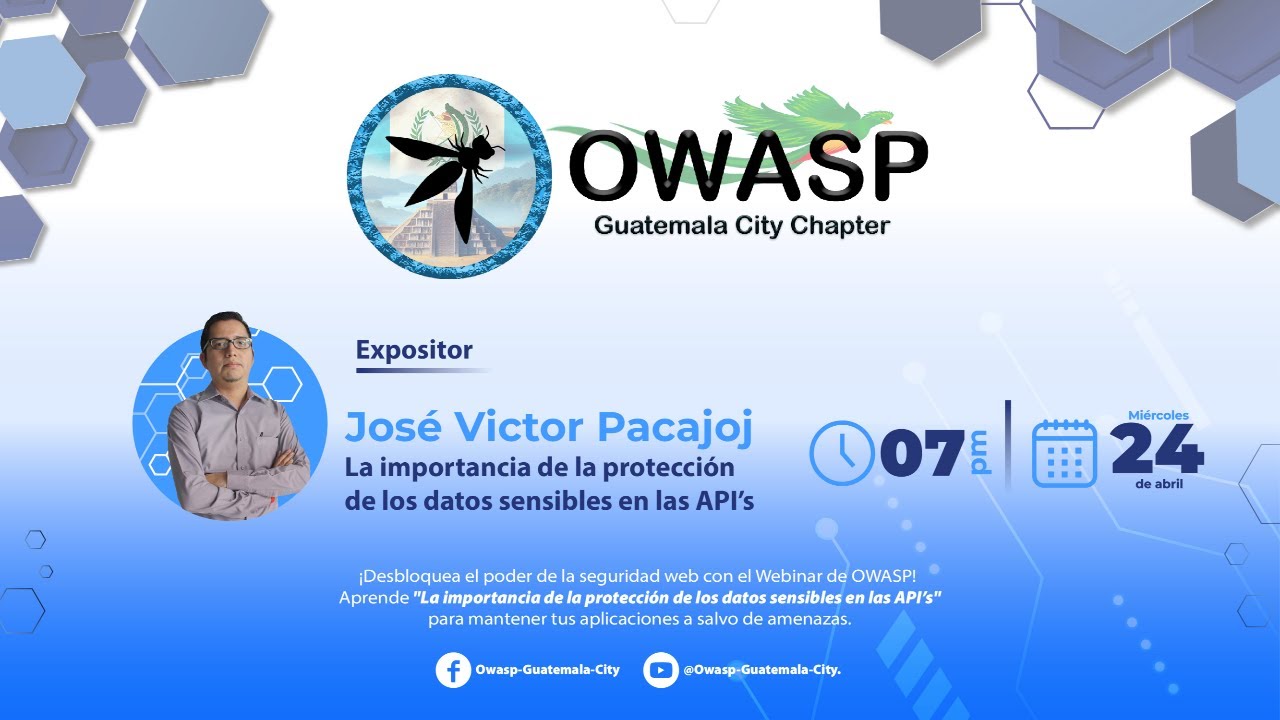 OWASP
Guatemala City Chapter
Expositor
José Victor Pacajoj
La importancia de la protección
de los datos sensibles en las API’s
07 pm
Miércoles
24
de abril
¡Desbloquea el poder de la seguridad web con el Webinar de OWASP!
Aprende "La importancia de la protección de los datos sensibles en las API’s"
para mantener tus aplicaciones a salvo de amenazas.
Owasp-Guatemala-City
@Owasp-Guatemala-City.